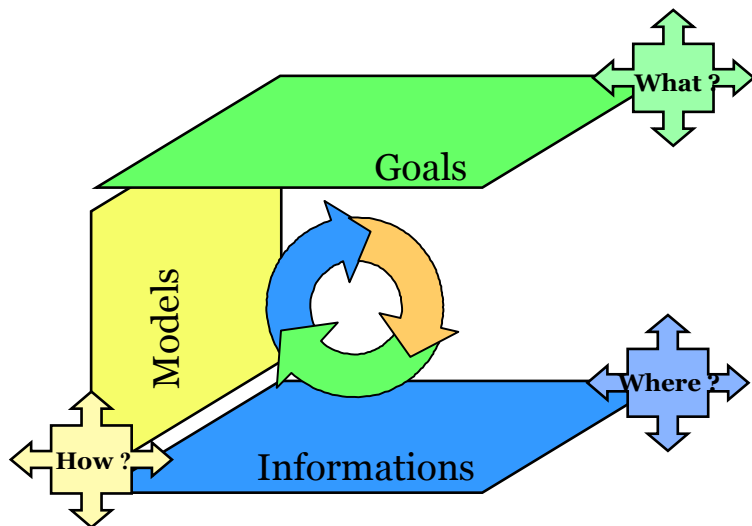 What ?
Goals
Models
Where ?
How ?
Informations